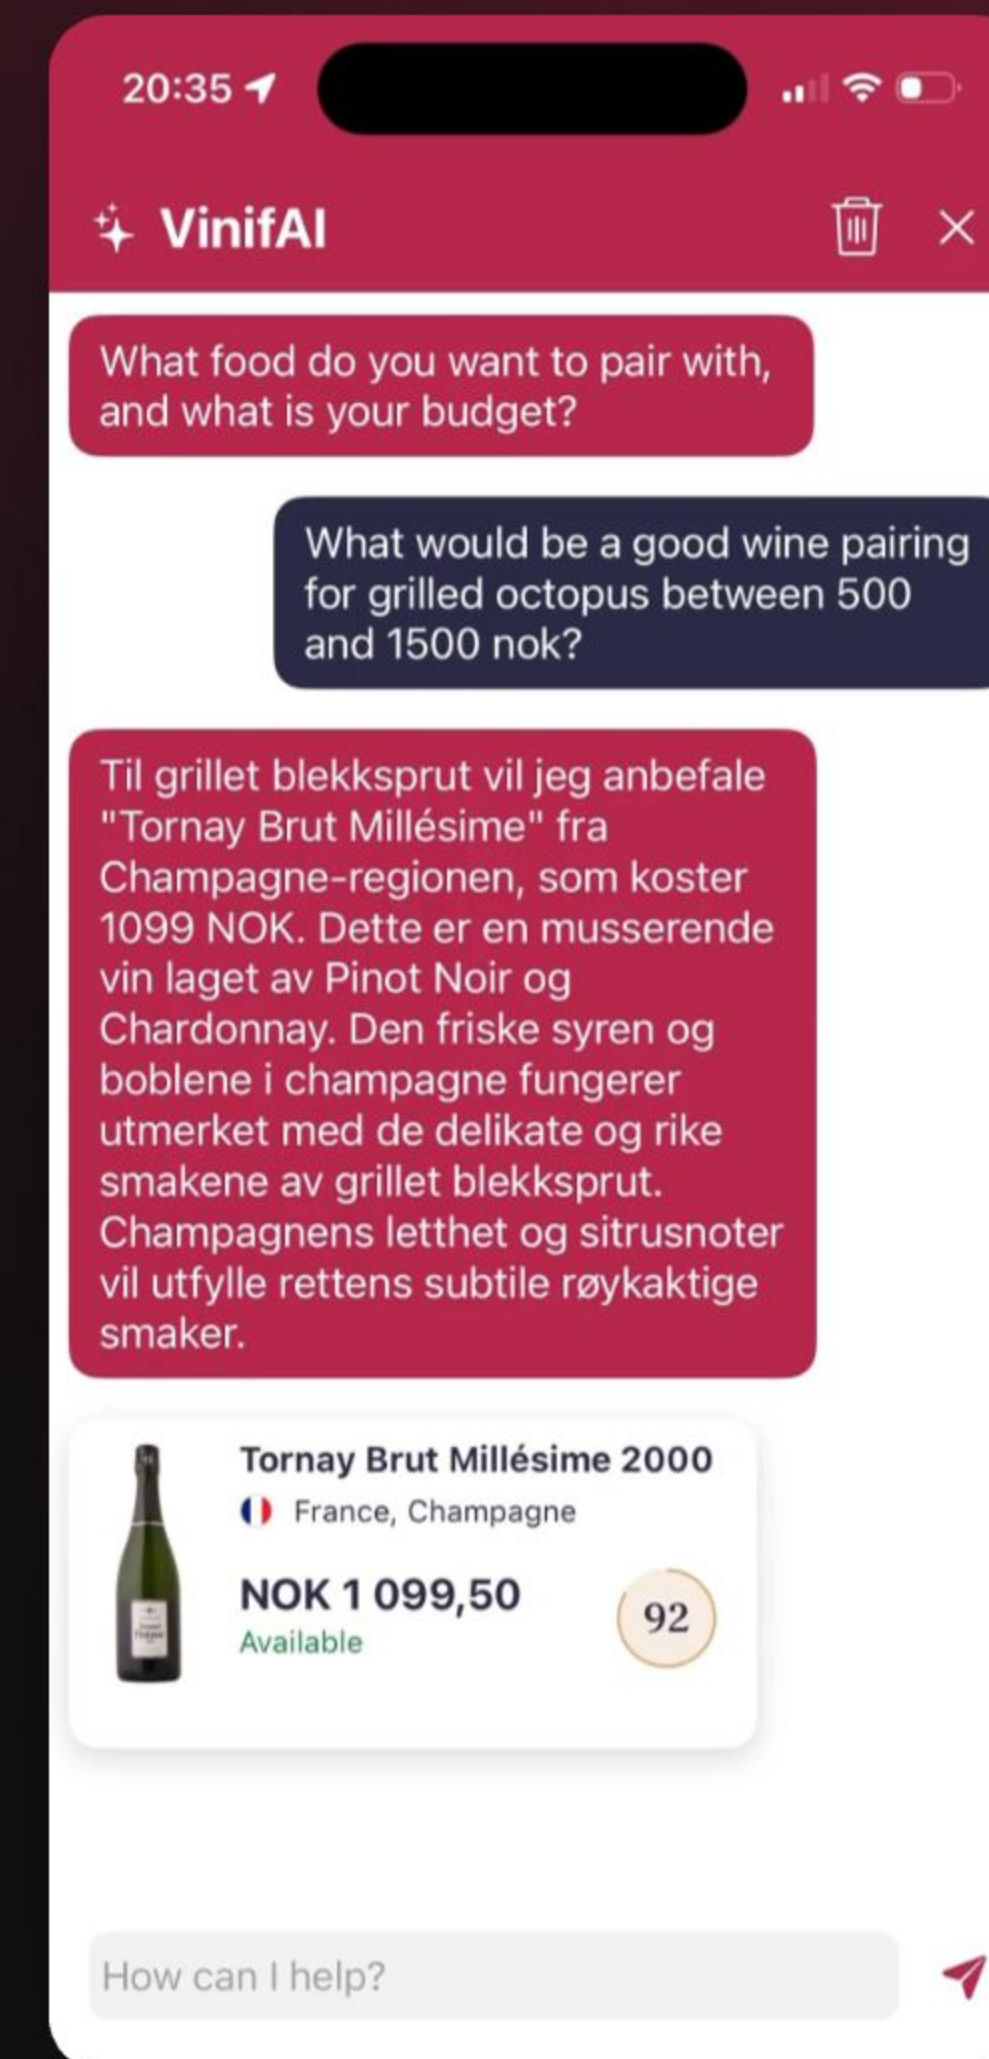 20:35
VinifAI
What food do you want to pair with,
and what is your budget?
What would be a good wine pairing
for grilled octopus between 500
and 1500 nok?
Til grillet blekksprut vil jeg anbefale
"Tornay Brut Millésime" fra
Champagne-regionen, som koster
1099 NOK. Dette er en musserende
vin laget av Pinot Noir og
Chardonnay. Den friske syren og
boblene i champagne fungerer
utmerket med de delikate og rike
smakene av grillet blekksprut.
Champagnens letthet og sitrusnoter
vil utfylle rettens subtile røykaktige
smaker.
Tornay Brut Millésime 2000
France, Champagne
NOK 1 099,50
Available
92
How can I help?